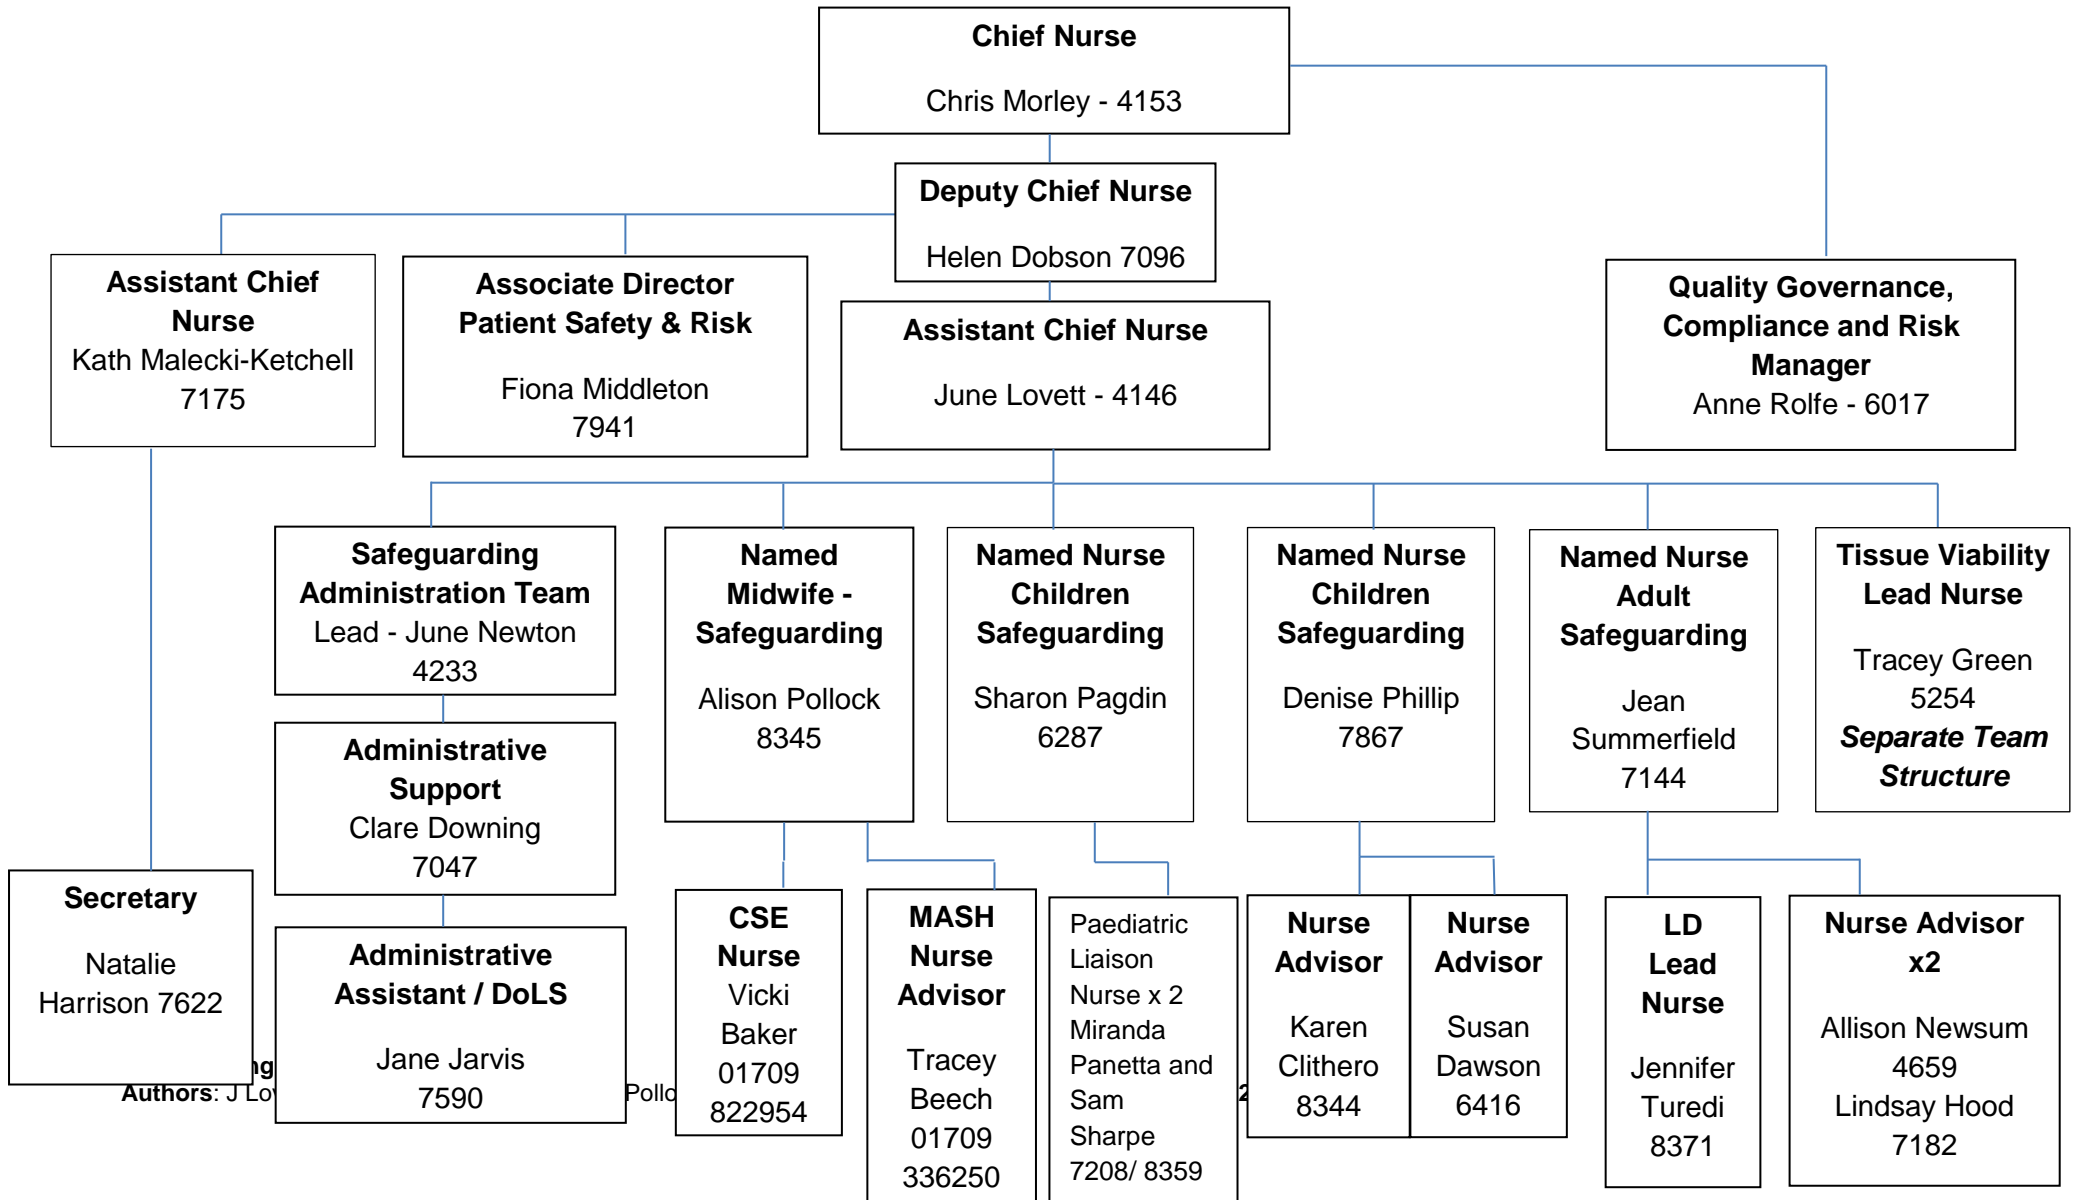 Chief Nurse
Chris Morley - 4153
Deputy Chief Nurse
Helen Dobson 7096
Assistant Chief
Nurse
Kath Malecki-Ketchell
7175
Associate Director
Patient Safety & Risk
Fiona Middleton
7941
Assistant Chief Nurse
June Lovett - 4146
Quality Governance,
Compliance and Risk
Manager
Anne Rolfe - 6017
Safeguarding
Administration Team
Lead - June Newton
4233
Named
Midwife -
Safeguarding
Alison Pollock
8345
Named Nurse
Children
Safeguarding
Sharon Pagdin
6287
Named Nurse
Children
Safeguarding
Denise Phillip
7867
Named Nurse
Adult
Safeguarding
Jean
Summerfield
7144
Tissue Viability
Lead Nurse
Tracey Green
5254
Separate Team
Structure
Administrative
Support
Clare Downing
7047
Secretary
Natalie
Harrison 7622
Administrative
Assistant / DoLS
Jane Jarvis
7590
CSE
Nurse
Vicki
Baker
01709
822954
MASH
Nurse
Advisor
Tracey
Beech
01709
336250
Paediatric
Liaison
Nurse x 2
Miranda
Panetta and
Sam
Sharpe
7208/ 8359
Nurse
Advisor
Karen
Clithero
8344
Nurse
Advisor
Susan
Dawson
6416
LD
Lead
Nurse
Jennifer
Turedi
8371
Nurse Advisor
x2
Allison Newsum
4659
Lindsay Hood
7182
Authors: J